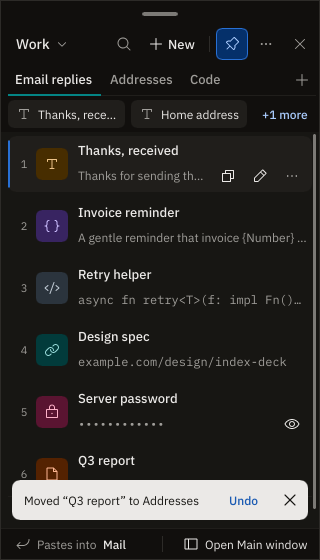 Work
New
Email replies Addresses Code
Thanks, rece... Home address +1 more
1 Thanks, received
Thanks for sending th...
2 Invoice reminder
A gentle reminder that invoice {Number} ...
3 Retry helper
async fn retry<T>(f: impl Fn()...
4 Design spec
example.com/design/index-deck
5 Server password
••••••••••••
6 Q3 report
Moved “Q3 report” to Addresses Undo
Pastes into Mail Open Main window